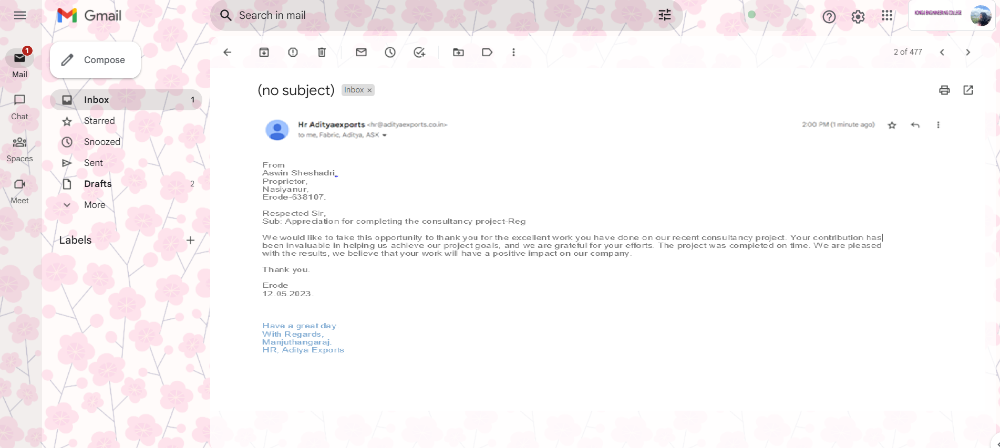 Gmail
Search in mail
KONGU ENGINEERING COLLEGE
1
Mail
Chat
Spaces
Meet
Compose
Inbox 1
Starred
Snoozed
Sent
Drafts 2
More
Labels
2 of 477
(no subject) Inbox ×
Hr Adityaexports <hr@adityaexports.co.in>
2:00 PM (1 minute ago)
to me, Fabric, Aditya, ASK
From
Aswin Sheshadri,
Proprietor,
Nasiyanur,
Erode-638107.
Respected Sir,
Sub: Appreciation for completing the consultancy project-Reg
We would like to take this opportunity to thank you for the excellent work you have done on our recent consultancy project. Your contribution has
been invaluable in helping us achieve our project goals, and we are grateful for your efforts. The project was completed on time. We are pleased
with the results, we believe that your work will have a positive impact on our company.
Thank you.
Erode
12.05.2023.
Have a great day.
With Regards,
Manjuthangaraj.
HR, Aditya Exports